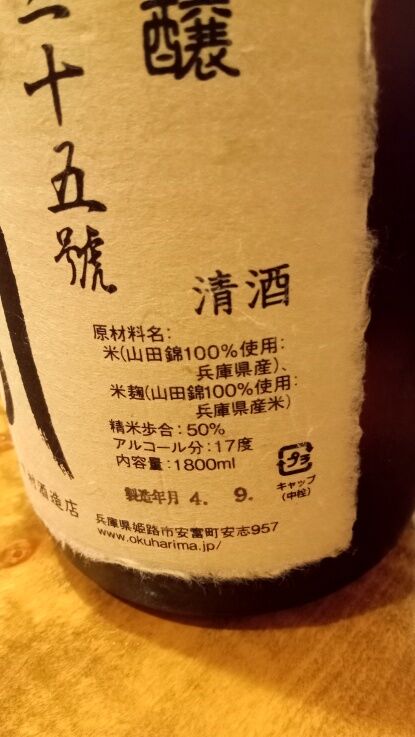 醸
十五號
清酒
原材料名:
米(山田錦100%使用:
兵庫県産)、
米麹(山田錦100%使用:
兵庫県産米)
精米歩合:50%
アルコール分:17度
内容量:1800ml
製造年月 4. 9.
プラ
キャップ
(中栓)
村酒造店
兵庫県姫路市安富町安志957
www.okuharima.jp/